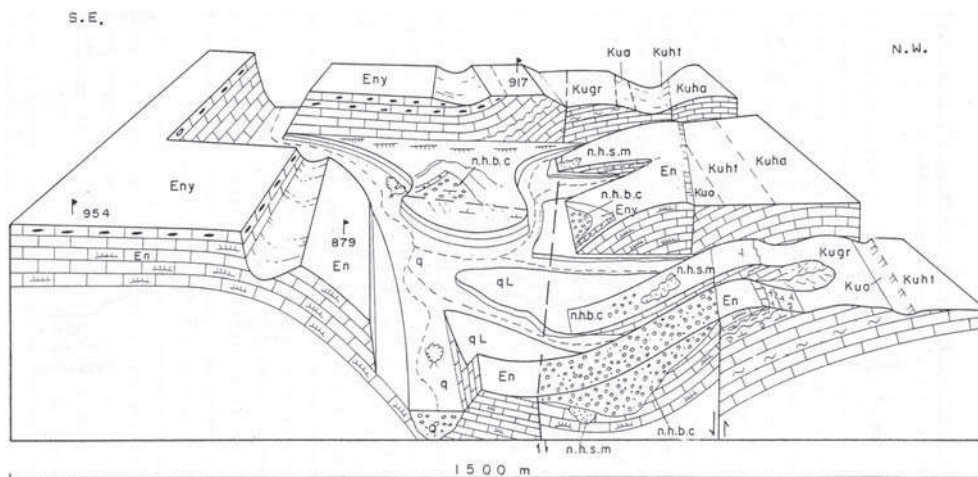 S.E.
N.W.
Kua Kuht
Eny 917 Kugr Kuha
n.h.s.m
n.h.b.c En Kuht Kuha
Eny n.h.b.c Kuo
954 Eny
879
En En
q n.h.s.m Kugr
qL Kuo Kuht
n.h.b.c En
qL
En
q
q n.h.b.c
n.h.s.m
1500 m